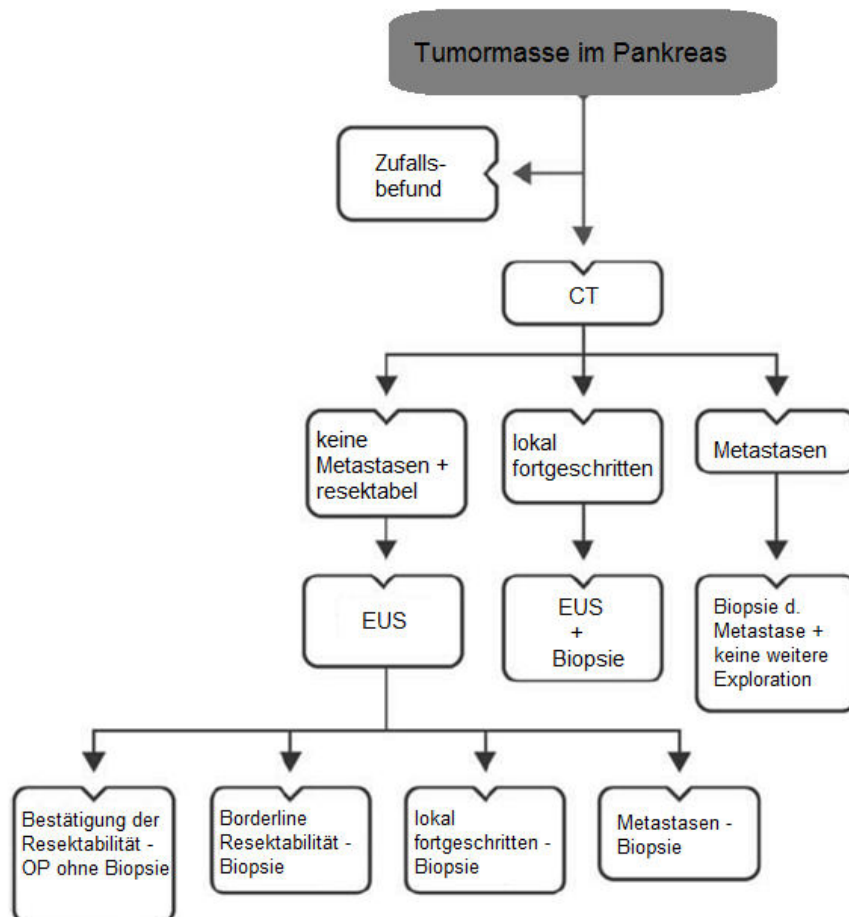 Tumormasse im Pankreas
Zufalls-
befund
CT
keine
Metastasen +
resektabel
lokal
fortgeschritten
Metastasen
EUS
EUS
+
Biopsie
Biopsie d.
Metastase +
keine weitere
Exploration
Bestätigung der
Resektabilität -
OP ohne Biopsie
Borderline
Resektabilität -
Biopsie
lokal
fortgeschritten -
Biopsie
Metastasen -
Biopsie